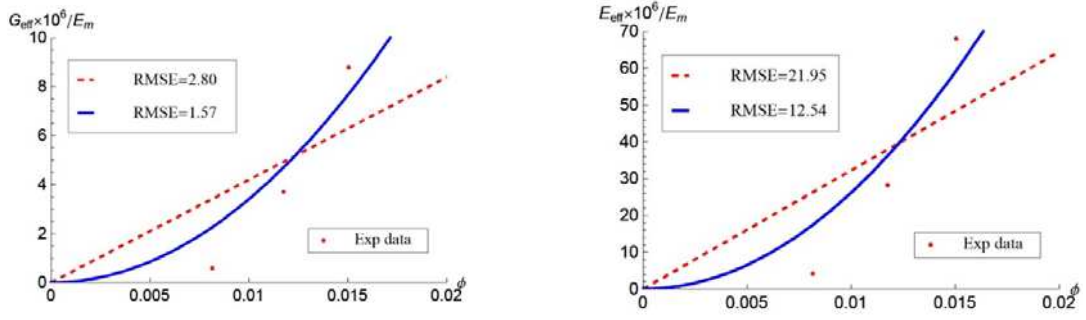 G_eff×10^6/E_m
10
8
6
4
2
0
0
0.005
0.01
0.015
0.02
ϕ
RMSE=2.80
RMSE=1.57
Exp data
E_eff×10^6/E_m
70
60
50
40
30
20
10
0
0
0.005
0.01
0.015
0.02
ϕ
RMSE=21.95
RMSE=12.54
Exp data